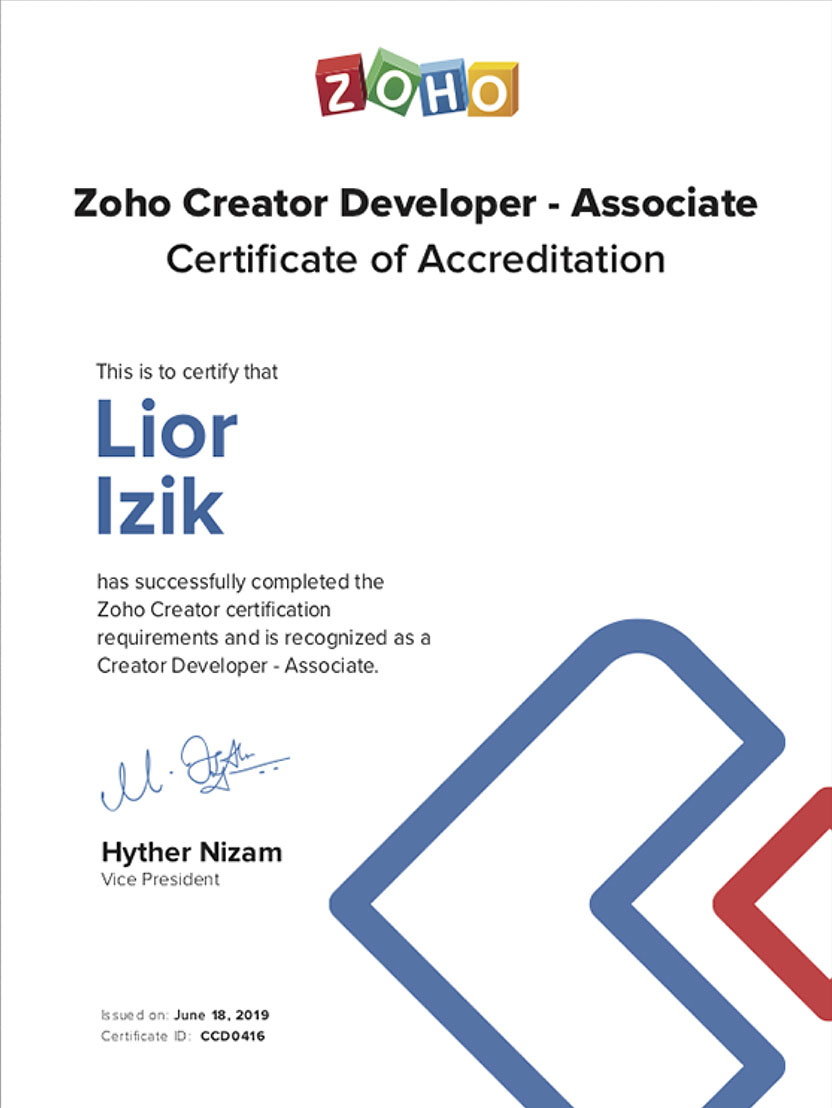 ZOHO
Zoho Creator Developer - Associate
Certificate of Accreditation
This is to certify that
Lior
Izik
has successfully completed the
Zoho Creator certification
requirements and is recognized as a
Creator Developer - Associate.
Hyther Nizam
Vice President
Issued on: June 18, 2019
Certificate ID: CCD0416